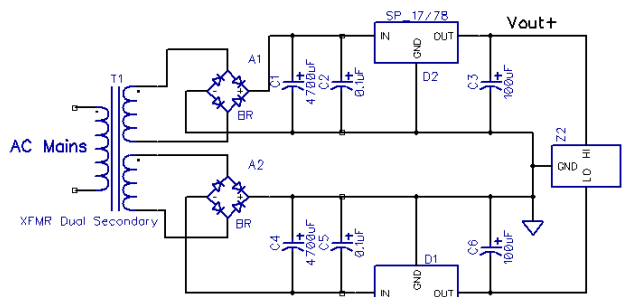 SP_17/78
Vout+
IN
OUT
GND
D2
T1
A1
-
+
BR
C1
4700uF
+
C2
0.1uF
+
C3
100uF
+
AC Mains
Z2
GND
HI
LO
A2
-
+
BR
XFMR Dual Secondary
C4
4700uF
+
C5
0.1uF
+
D1
GND
IN
OUT
C6
100uF
+